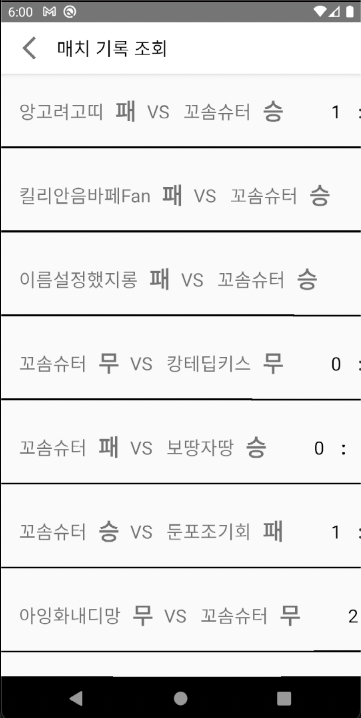 6:00
매치 기록 조회
앙고려고띠 패 VS 꼬솜슈터 승 1 :
킬리안음바페Fan 패 VS 꼬솜슈터 승
이름설정했지롱 패 VS 꼬솜슈터 승
꼬솜슈터 무 VS 캉테딥키스 무 0 :
꼬솜슈터 패 VS 보땅자땅 승 0 :
꼬솜슈터 승 VS 둔포조기회 패 1 :
아잉화내디망 무 VS 꼬솜슈터 무 2